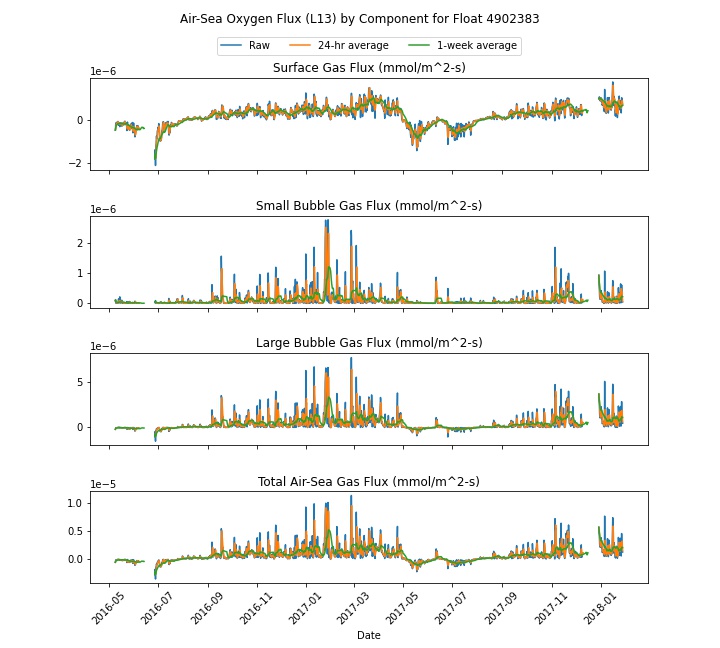 Air-Sea Oxygen Flux (L13) by Component for Float 4902383
Raw 24-hr average 1-week average
Surface Gas Flux (mmol/m^2-s)
1e−6
0
−2
Small Bubble Gas Flux (mmol/m^2-s)
1e−6
2
1
0
Large Bubble Gas Flux (mmol/m^2-s)
1e−6
5
0
Total Air-Sea Gas Flux (mmol/m^2-s)
1e−5
1.0
0.5
0.0
2016-05 2016-07 2016-09 2016-11 2017-01 2017-03 2017-05 2017-07 2017-09 2017-11 2018-01
Date